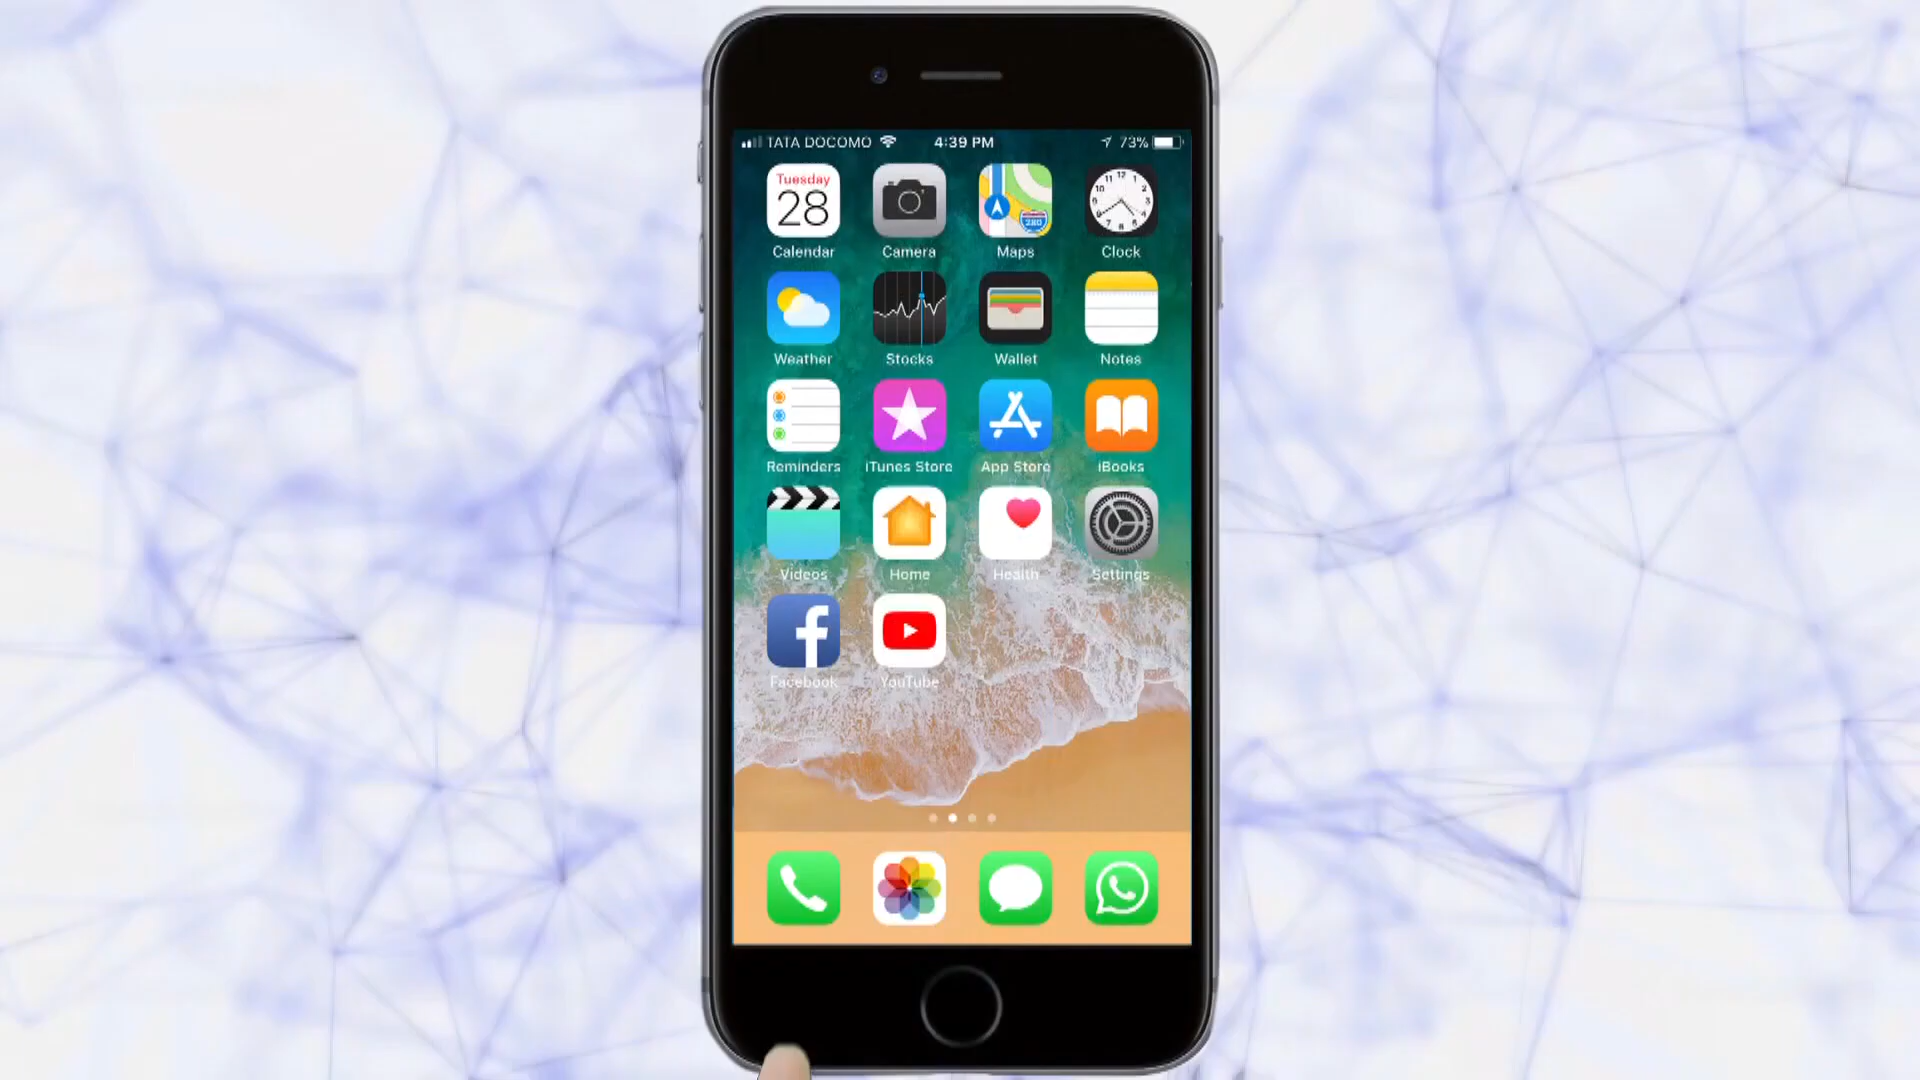 TATA DOCOMO 4:39 PM 73%
Tuesday
28
Calendar Camera Maps Clock
Weather Stocks Wallet Notes
Reminders iTunes Store App Store iBooks
Videos Home Health Settings
Facebook YouTube